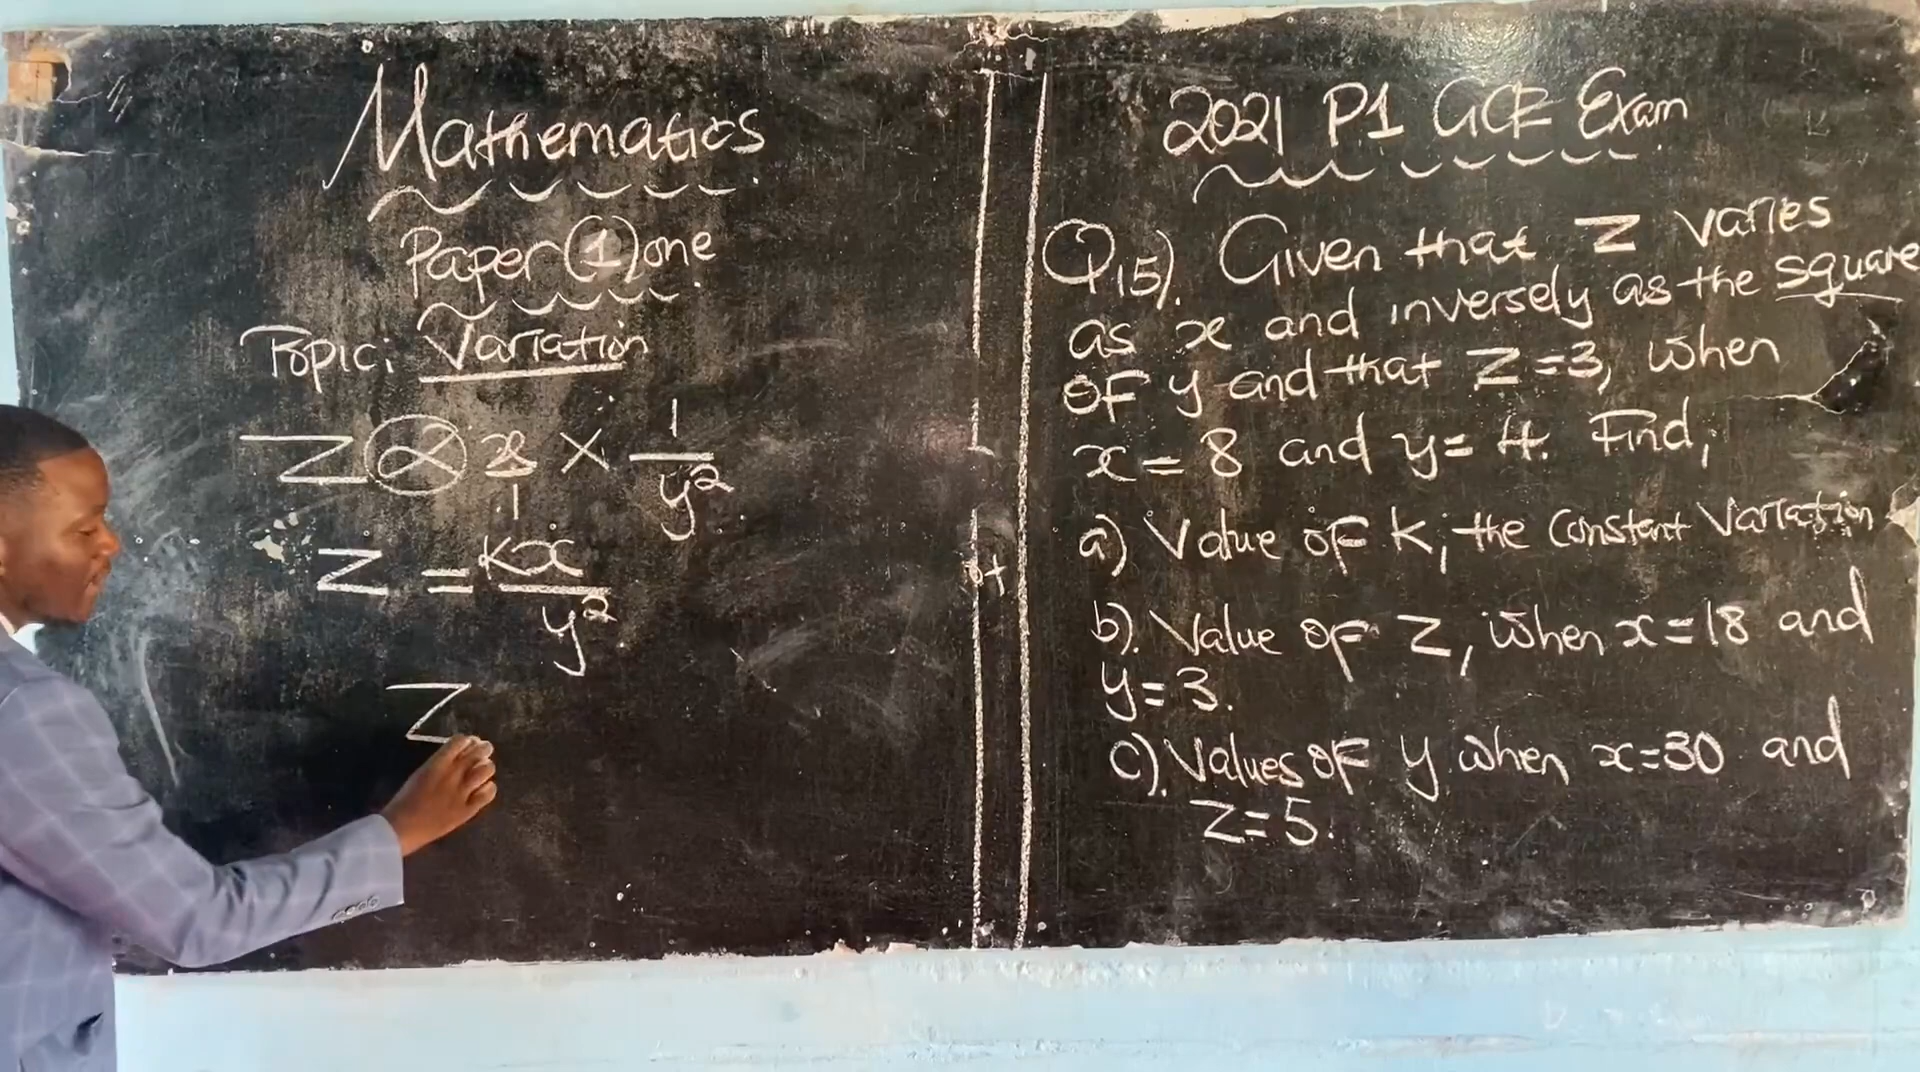 Mathematics
Paper (1) one
Topic: Variation
Z ∝ x/1 × 1/y²
Z = Kx/y²
Z
2021 P1 GCE Exam
Q15). Given that Z varies
as x and inversely as the square
OF y and that Z=3, when
x = 8 and y= 4. Find;
a) Value OF K, the Constant Variation
b). Value OF Z, when x=18 and
y=3.
c). Values OF y when x=30 and
Z=5.